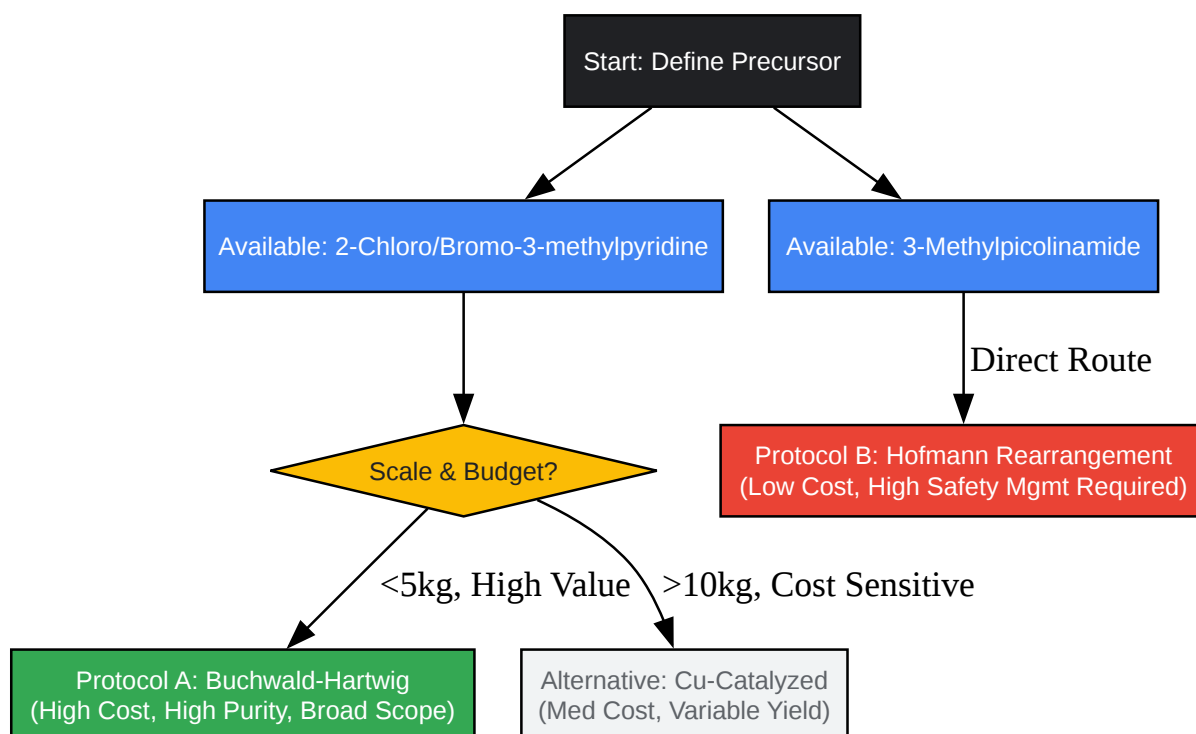 Start: Define Precursor
Available: 2-Chloro/Bromo-3-methylpyridine
Available: 3-Methylpicolinamide
Direct Route
Scale & Budget?
Protocol B: Hofmann Rearrangement
(Low Cost, High Safety Mgmt Required)
<5kg, High Value
>10kg, Cost Sensitive
Protocol A: Buchwald-Hartwig
(High Cost, High Purity, Broad Scope)
Alternative: Cu-Catalyzed
(Med Cost, Variable Yield)